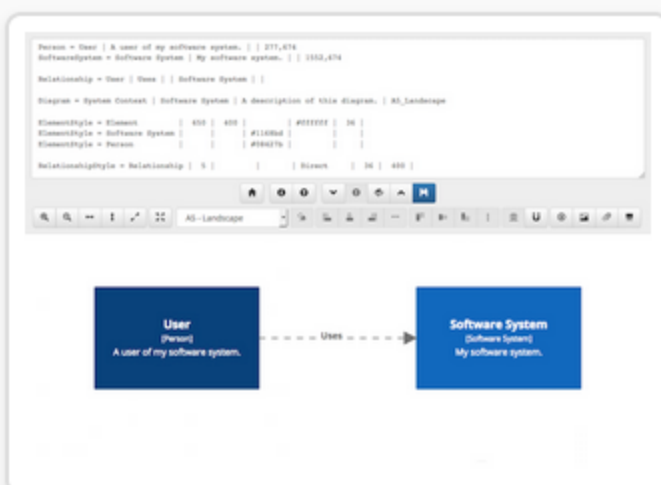 Person = User | A user of my software system. | | 277,674
SoftwareSystem = Software System | My software system. | | 1552,674
Relationship = User | Uses | | Software System | |
Diagram = System Context | Software System | A description of this diagram. | A5_Landscape
ElementStyle = Element | 450 | 400 | | #ffffff | 36 |
ElementStyle = Software System | | | #1168bd | | |
ElementStyle = Person | | | #08427b | | |
RelationshipStyle = Relationship | 5 | | | Direct | 36 | 400 |
A5 - Landscape
User
[Person]
A user of my software system.
Uses
Software System
[Software System]
My software system.